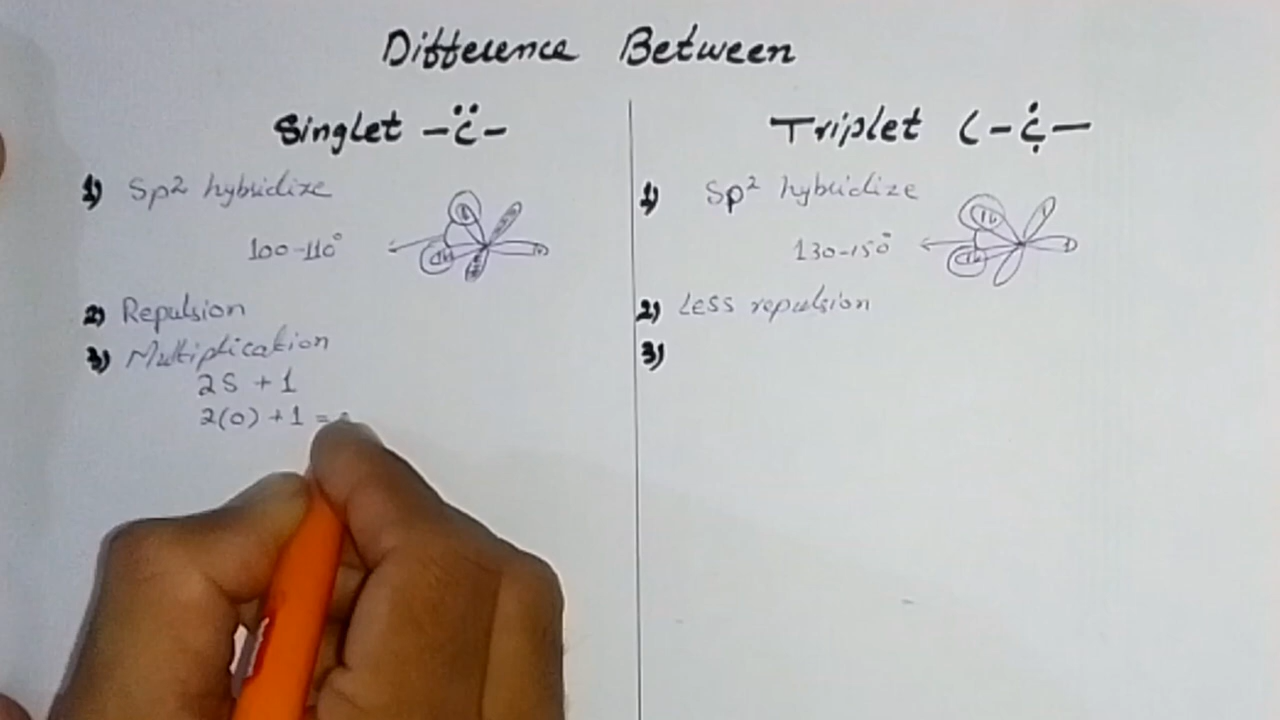 Difference Between
Singlet –C̈–
1) Sp² hybridize
100-110°
2) Repulsion
3) Multiplication
2S + 1
2(0) + 1 =
Triplet (–Ċ–
1) Sp² hybridize
130-150°
2) Less repulsion
3)